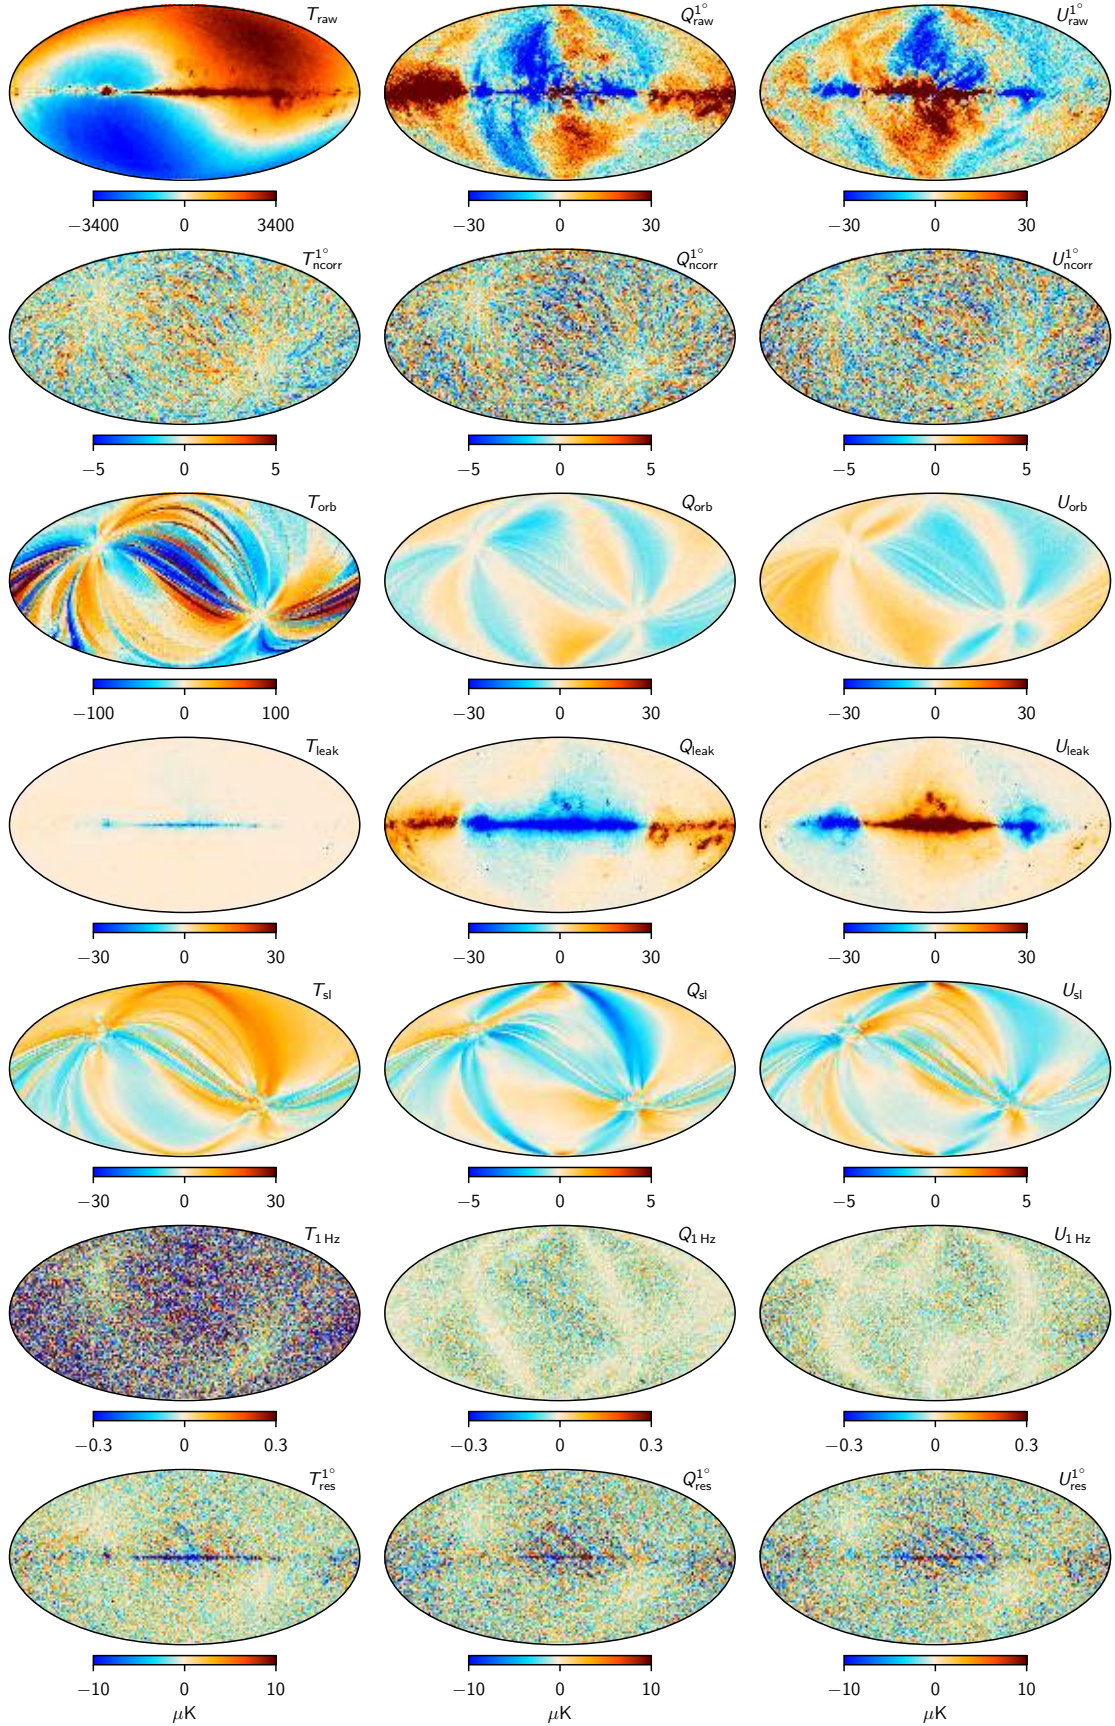 T_raw Q^1°_raw U^1°_raw
−3400 0 3400 −30 0 30 −30 0 30
T^1°_ncorr Q^1°_ncorr U^1°_ncorr
−5 0 5 −5 0 5 −5 0 5
T_orb Q_orb U_orb
−100 0 100 −30 0 30 −30 0 30
T_leak Q_leak U_leak
−30 0 30 −30 0 30 −30 0 30
T_sl Q_sl U_sl
−30 0 30 −5 0 5 −5 0 5
T_1 Hz Q_1 Hz U_1 Hz
−0.3 0 0.3 −0.3 0 0.3 −0.3 0 0.3
T^1°_res Q^1°_res U^1°_res
−10 0 10 −10 0 10 −10 0 10
μK μK μK